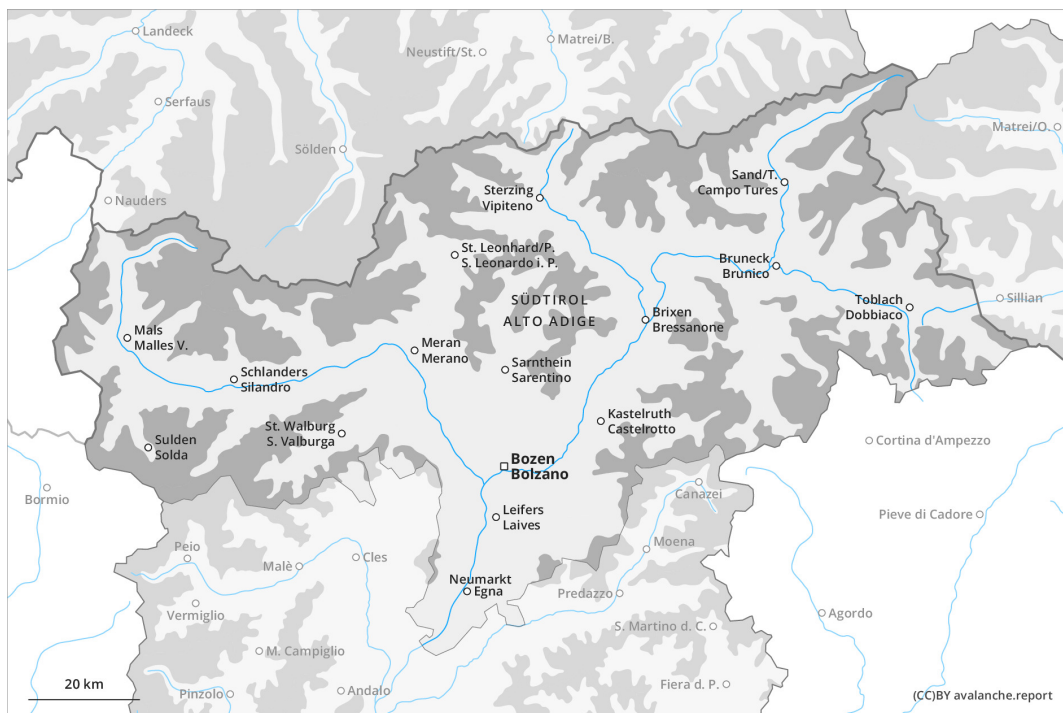 Landeck
Matrei/B.
Neustift/St.
Serfaus
Matrei/O.
Sölden
Sand/T.
Campo Tures
Sterzing
Vipiteno
Nauders
St. Leonhard/P.
S. Leonardo i. P.
Bruneck
Brunico
SÜDTIROL
ALTO ADIGE
Toblach
Dobbiaco
Sillian
Brixen
Bressanone
Mals
Malles V.
Meran
Merano
Sarnthein
Sarentino
Schlanders
Silandro
Kastelruth
Castelrotto
St. Walburg
S. Valburga
Sulden
Solda
Cortina d'Ampezzo
Bozen
Bolzano
Bormio
Canazei
Leifers
Laives
Pieve di Cadore
Peio
Moena
Cles
Malè
Neumarkt
Egna
Predazzo
Vermiglio
Agordo
S. Martino d. C.
M. Campiglio
Fiera d. P.
20 km
Pinzolo
Andalo
(CC)BY avalanche.report